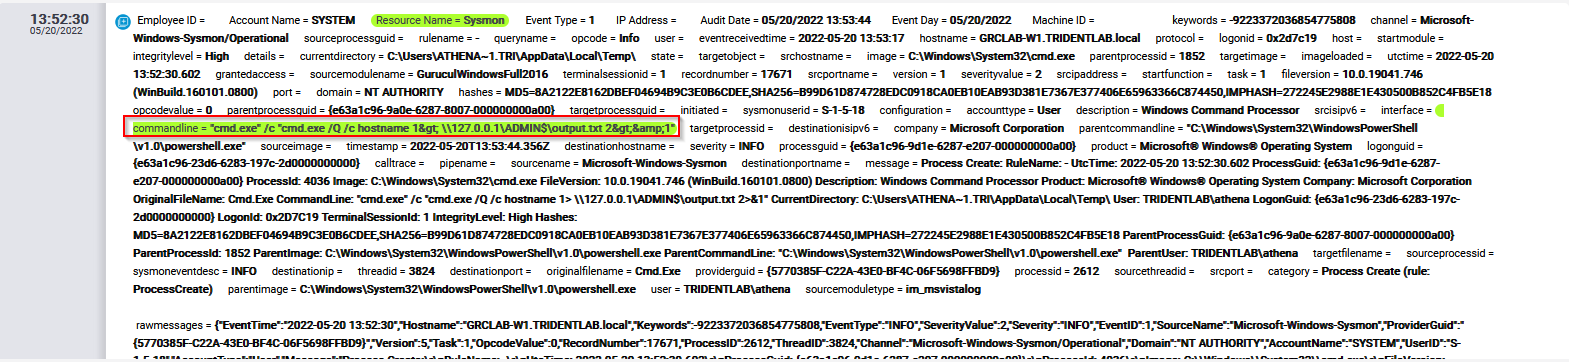 13:52:30
05/20/2022
Employee ID = Account Name = SYSTEM Resource Name = Sysmon Event Type = 1 IP Address = Audit Date = 05/20/2022 13:53:44 Event Day = 05/20/2022 Machine ID = keywords = -9223372036854775808 channel = Microsoft-
Windows-Sysmon/Operational sourceprocessguid = rulename = - queryname = opcode = Info user = eventreceivedtime = 2022-05-20 13:53:17 hostname = GRCLAB-W1.TRIDENTLAB.local protocol = logonid = 0x2d7c19 host = startmodule =
integritylevel = High details = currentdirectory = C:\Users\ATHENA~1.TRI\AppData\Local\Temp\ state = targetobject = srchostname = image = C:\Windows\System32\cmd.exe parentprocessid = 1852 targetimage = imageloaded = utctime = 2022-05-20
13:52:30.602 grantedaccess = sourcemodulename = GuruculWindowsFull2016 terminalsessionid = 1 recordnumber = 17671 srcportname = version = 1 severityvalue = 2 srcipaddress = startfunction = task = 1 fileversion = 10.0.19041.746
(WinBuild.160101.0800) port = domain = NT AUTHORITY hashes = MD5=8A2122E8162DBEF04694B9C3E0B6CDEE,SHA256=B99D61D874728EDC0918CA0EB10EAB93D381E7367E377406E65963366C874450,IMPHASH=272245E2988E1E430500B852C4FB5E18
opcodevalue = 0 parentprocessguid = {e63a1c96-9a0e-6287-8007-000000000a00} targetprocessguid = initiated = sysmonuserid = S-1-5-18 configuration = accounttype = User description = Windows Command Processor srcisipv6 = interface =
commandline = "cmd.exe" /c "cmd.exe /Q /c hostname 1&gt; \\127.0.0.1\ADMIN$\output.txt 2&gt;&amp;1" targetprocessid = destinationisipv6 = company = Microsoft Corporation parentcommandline = "C:\Windows\System32\WindowsPowerShell
\v1.0\powershell.exe" sourceimage = timestamp = 2022-05-20T13:53:44.356Z destinationhostname = severity = INFO processguid = {e63a1c96-9d1e-6287-e207-000000000a00} product = Microsoft® Windows® Operating System logonguid =
{e63a1c96-23d6-6283-197c-2d0000000000} calltrace = pipename = sourcename = Microsoft-Windows-Sysmon destinationportname = message = Process Create: RuleName: - UtcTime: 2022-05-20 13:52:30.602 ProcessGuid: {e63a1c96-9d1e-6287-
e207-000000000a00} ProcessId: 4036 Image: C:\Windows\System32\cmd.exe FileVersion: 10.0.19041.746 (WinBuild.160101.0800) Description: Windows Command Processor Product: Microsoft® Windows® Operating System Company: Microsoft Corporation
OriginalFileName: Cmd.Exe CommandLine: "cmd.exe" /c "cmd.exe /Q /c hostname 1> \\127.0.0.1\ADMIN$\output.txt 2>&1" CurrentDirectory: C:\Users\ATHENA~1.TRI\AppData\Local\Temp\ User: TRIDENTLAB\athena LogonGuid: {e63a1c96-23d6-6283-197c-
2d0000000000} LogonId: 0x2D7C19 TerminalSessionId: 1 IntegrityLevel: High Hashes:
MD5=8A2122E8162DBEF04694B9C3E0B6CDEE,SHA256=B99D61D874728EDC0918CA0EB10EAB93D381E7367E377406E65963366C874450,IMPHASH=272245E2988E1E430500B852C4FB5E18 ParentProcessGuid: {e63a1c96-9a0e-6287-8007-000000000a00}
ParentProcessId: 1852 ParentImage: C:\Windows\System32\WindowsPowerShell\v1.0\powershell.exe ParentCommandLine: "C:\Windows\System32\WindowsPowerShell\v1.0\powershell.exe" ParentUser: TRIDENTLAB\athena targetfilename = sourceprocessid =
sysmoneventdesc = INFO destinationip = threadid = 3824 destinationport = originalfilename = Cmd.Exe providerguid = {5770385F-C22A-43E0-BF4C-06F5698FFBD9} processid = 2612 sourcethreadid = srcport = category = Process Create (rule:
ProcessCreate) parentimage = C:\Windows\System32\WindowsPowerShell\v1.0\powershell.exe user = TRIDENTLAB\athena sourcemoduletype = im_msvistalog
rawmessages = {"EventTime":"2022-05-20 13:52:30","Hostname":"GRCLAB-W1.TRIDENTLAB.local","Keywords":-9223372036854775808,"EventType":"INFO","SeverityValue":2,"Severity":"INFO","EventID":1,"SourceName":"Microsoft-Windows-Sysmon","ProviderGuid":"
{5770385F-C22A-43E0-BF4C-06F5698FFBD9}","Version":5,"Task":1,"OpcodeValue":0,"RecordNumber":17671,"ProcessID":2612,"ThreadID":3824,"Channel":"Microsoft-Windows-Sysmon/Operational","Domain":"NT AUTHORITY","AccountName":"SYSTEM","UserID":"S-